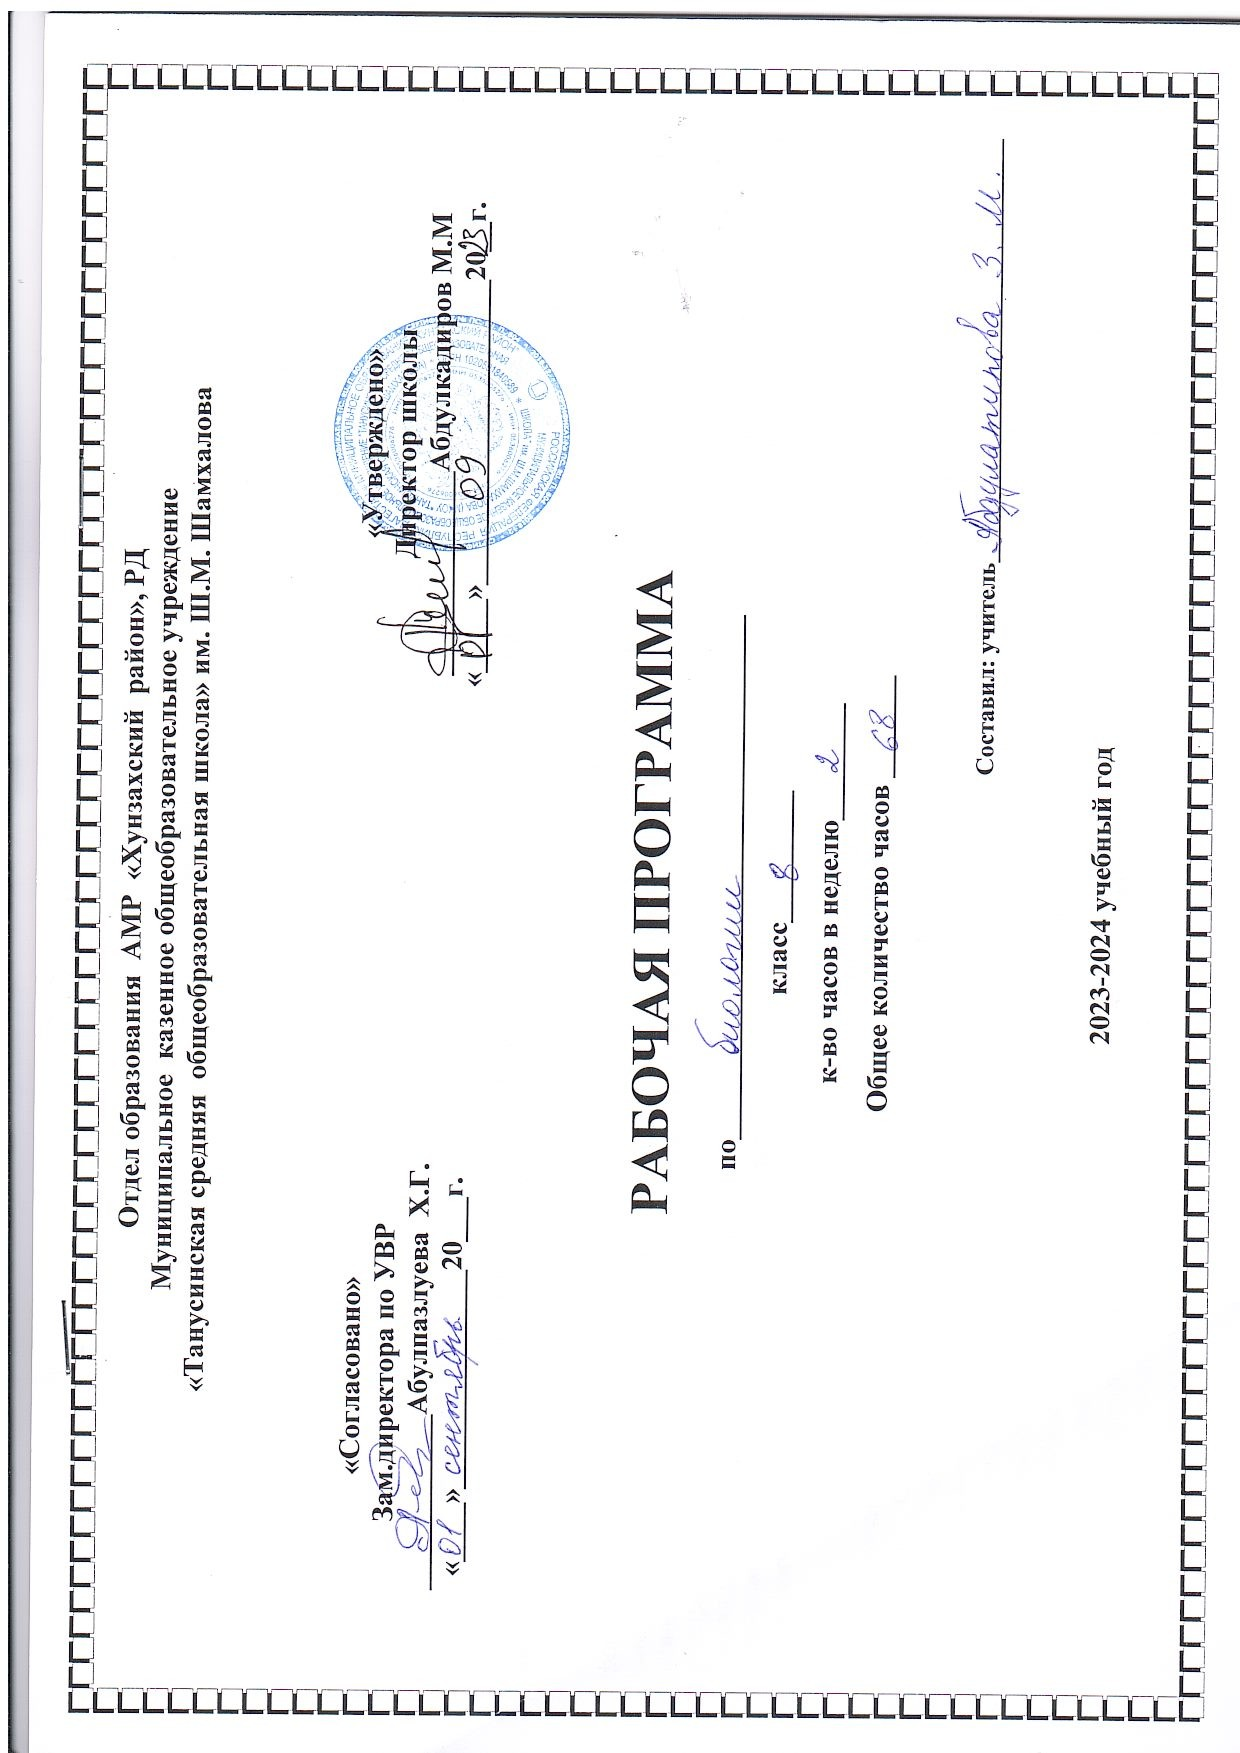 Отдел образования АМР «Хунзахский район», РД
Муниципальное казенное общеобразовательное учреждение
«Танусинская средняя общеобразовательная школа» им. Ш.М. Шамхалова
«Согласовано»
Зам.директора по УВР
Абулпазлуева Х.Г.
«01» сентябрь 20 г.
«Утверждено»
Директор школы
Абдулкадиров М.М
«01» 09 2023 г.
РАБОЧАЯ ПРОГРАММА
по биологии
класс 8
к-во часов в неделю 2
Общее количество часов 68
Составил: учитель Абдулатипова З. М.
2023-2024 учебный год